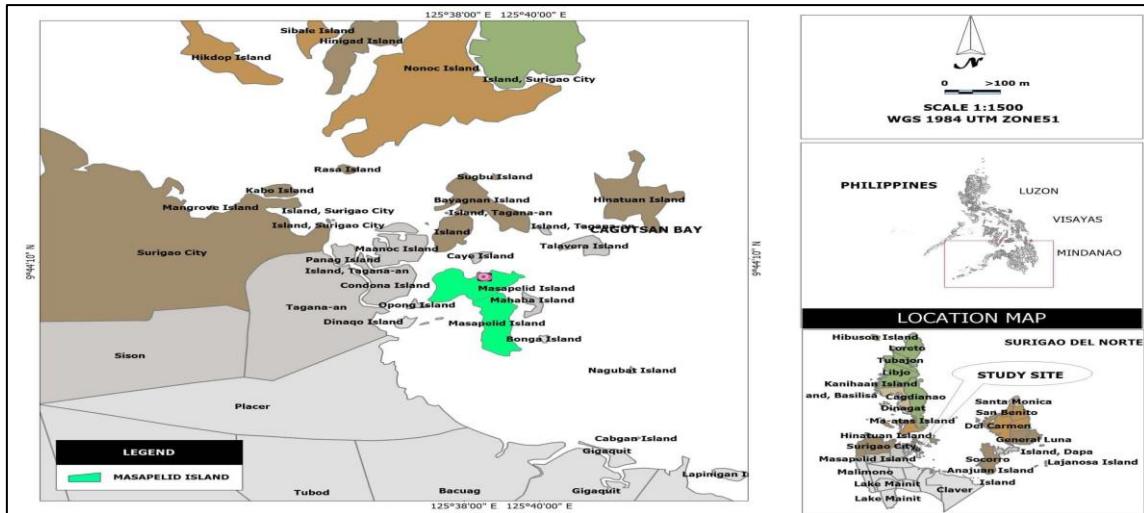 125°38'00" E 125°40'00" E
Sibale Island
Hinigad Island
Hikdop Island
Nonoc Island
Island, Surigao City
Rasa Island
Sugbu Island
Kabo Island
Bayagnan Island
Hinatuan Island
Mangrove Island
Island, Surigao City
Island, Tagana-an
Island, Surigao City
Island
Island, Tagana-an
CAGUTSAN BAY
Surigao City
Maanoc Island
Talavera Island
Panag Island
Caye Island
Island, Tagana-an
Condona Island
Masapelid Island
Mahaba Island
Tagana-an
Opong Island
Dinaqo Island
Masapelid Island
Bonga Island
Sison
Nagubat Island
Placer
Cabgan Island
Gigaquit
Lapinigan I
Tubod
Bacuag
Gigaquit
9°44'10" N
9°44'10" N
LEGEND
MASAPELID ISLAND
125°38'00" E 125°40'00" E
N
0 >100 m
SCALE 1:1500
WGS 1984 UTM ZONE51
PHILIPPINES
LUZON
VISAYAS
MINDANAO
LOCATION MAP
Hibuson Island
SURIGAO DEL NORTE
Loreto
Tubajon
Libjo
STUDY SITE
Kanihaan Island
and, Basilisa
Cagdianao
Dinagat
Santa Monica
San Benito
Ma-atas Island
Del Carmen
Hinatuan Island
General Luna
Surigao City
Island, Dapa
Masapelid Island
Socorro
Lajanosa Island
Malimono
Anajuan Island
Lake Mainit
Island
Claver
Lake Mainit